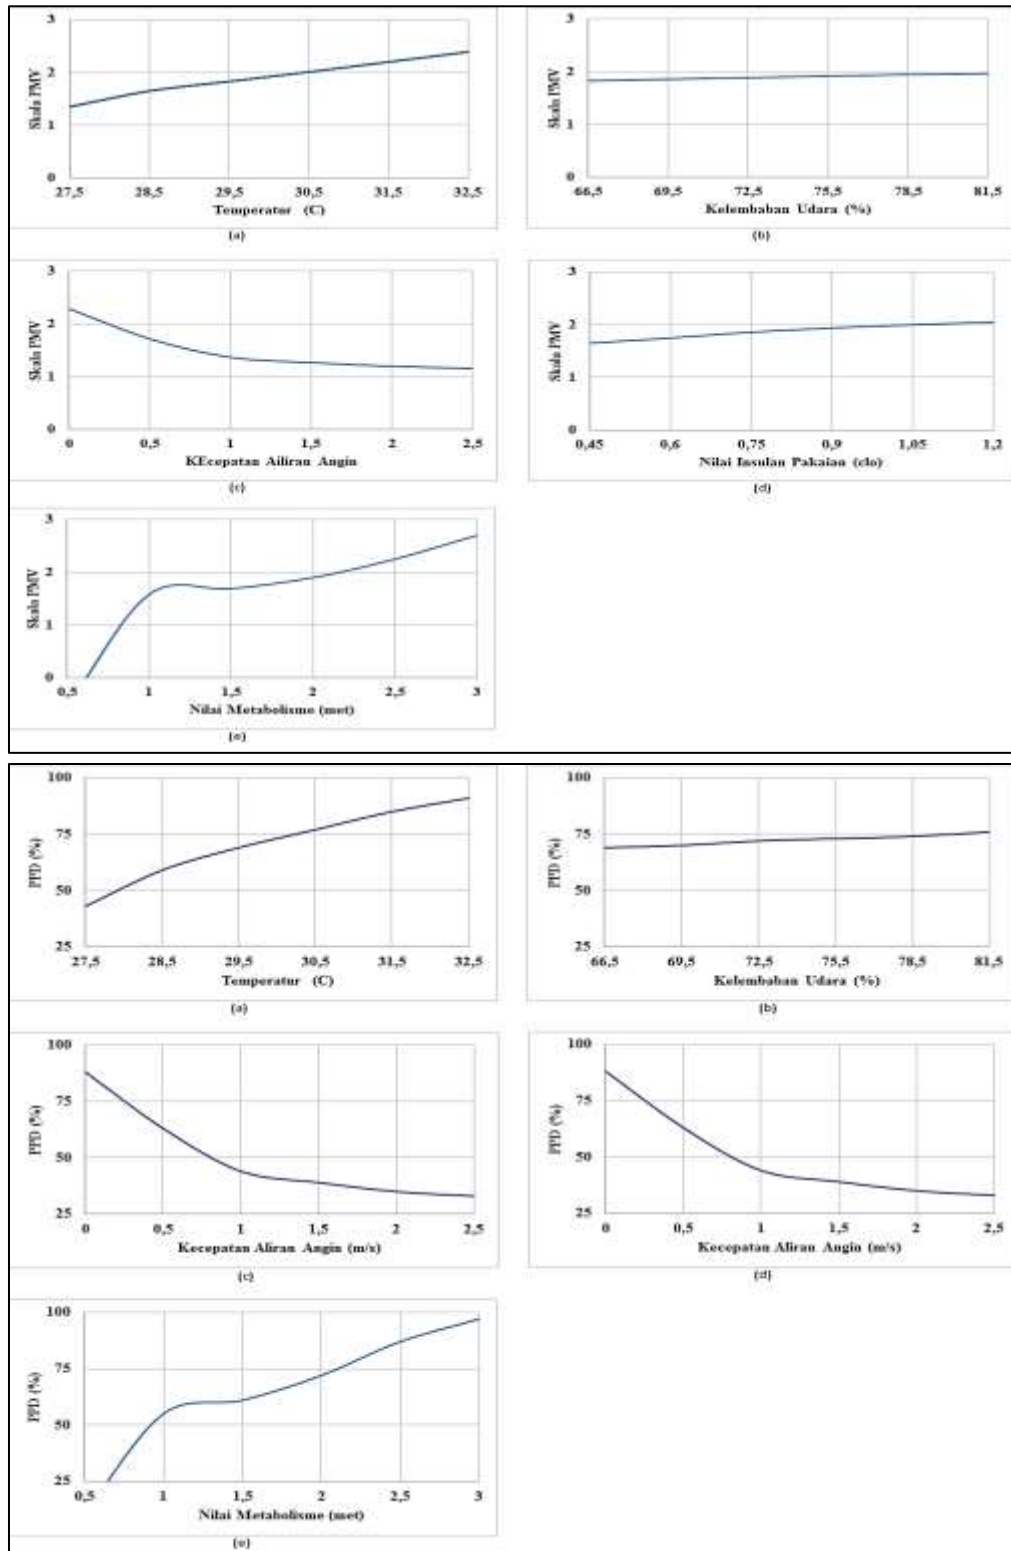 3
2
1
0
Skala PMV
27,5 28,5 29,5 30,5 31,5 32,5
Temperatur (C)
(a)
3
2
1
0
Skala PMV
66,5 69,5 72,5 75,5 78,5 81,5
Kelembaban Udara (%)
(b)
3
2
1
0
Skala PMV
0 0,5 1 1,5 2 2,5
KEcepatan Ailiran Angin
(c)
3
2
1
0
Skala PMV
0,45 0,6 0,75 0,9 1,05 1,2
Nilai Insulan Pakaian (clo)
(d)
3
2
1
0
Skala PMV
0,5 1 1,5 2 2,5 3
Nilai Metabolisme (met)
(e)
100
75
50
25
PPD (%)
27,5 28,5 29,5 30,5 31,5 32,5
Temperatur (C)
(a)
100
75
50
25
PPD (%)
66,5 69,5 72,5 75,5 78,5 81,5
Kelembaban Udara (%)
(b)
100
75
50
25
PPD (%)
0 0,5 1 1,5 2 2,5
Kecepatan Aliran Angin (m/s)
(c)
100
75
50
25
PPD (%)
0 0,5 1 1,5 2 2,5
Kecepatan Aliran Angin (m/s)
(d)
100
75
50
25
PPD (%)
0,5 1 1,5 2 2,5 3
Nilai Metabolisme (met)
(e)